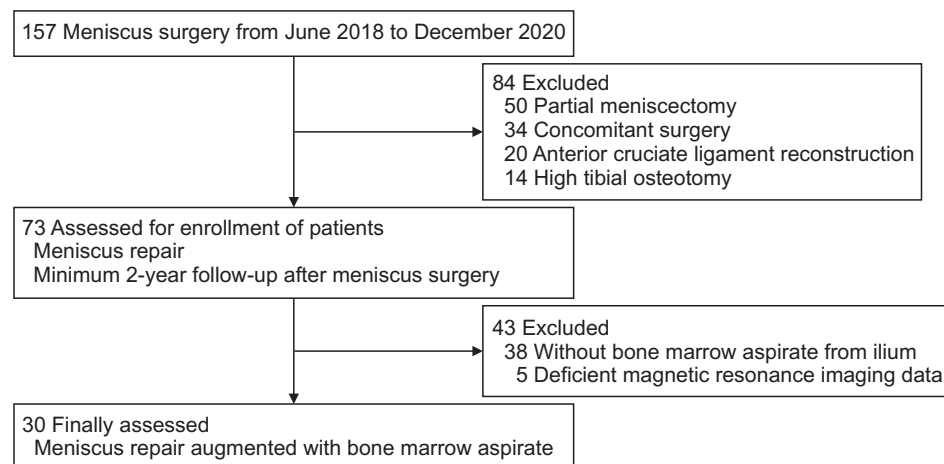 157 Meniscus surgery from June 2018 to December 2020
84 Excluded
50 Partial meniscectomy
34 Concomitant surgery
20 Anterior cruciate ligament reconstruction
14 High tibial osteotomy
73 Assessed for enrollment of patients
Meniscus repair
Minimum 2-year follow-up after meniscus surgery
43 Excluded
38 Without bone marrow aspirate from ilium
5 Deficient magnetic resonance imaging data
30 Finally assessed
Meniscus repair augmented with bone marrow aspirate